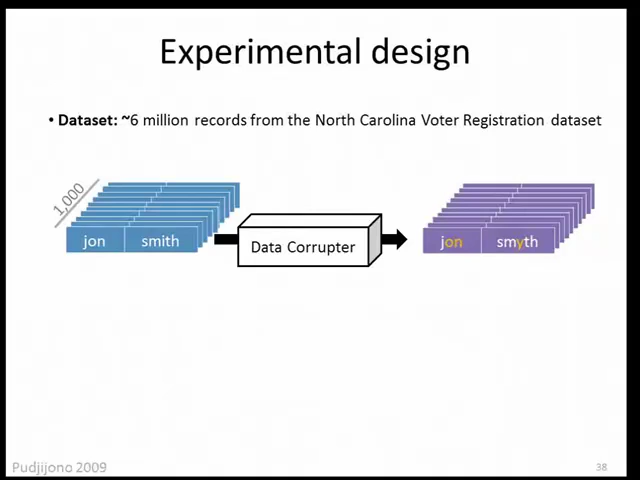 Experimental design
• Dataset: ~6 million records from the North Carolina Voter Registration dataset
1,000
jon smith
Data Corrupter
jon smyth
Pudjijono 2009
38